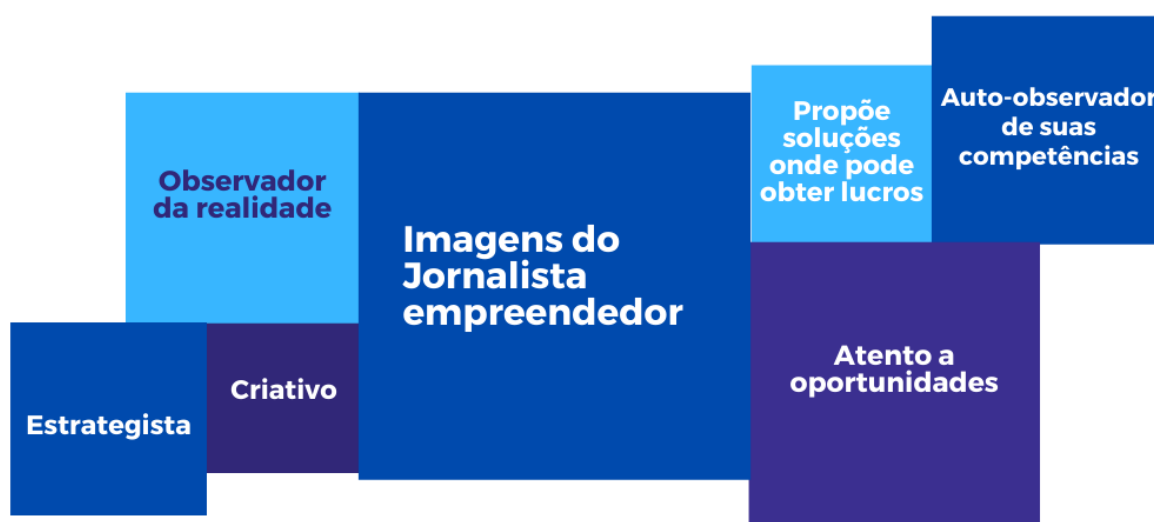 Observador
da realidade
Estrategista
Criativo
Imagens do
Jornalista
empreendedor
Propõe
soluções
onde pode
obter lucros
Auto-observador
de suas
competências
Atento a
oportunidades